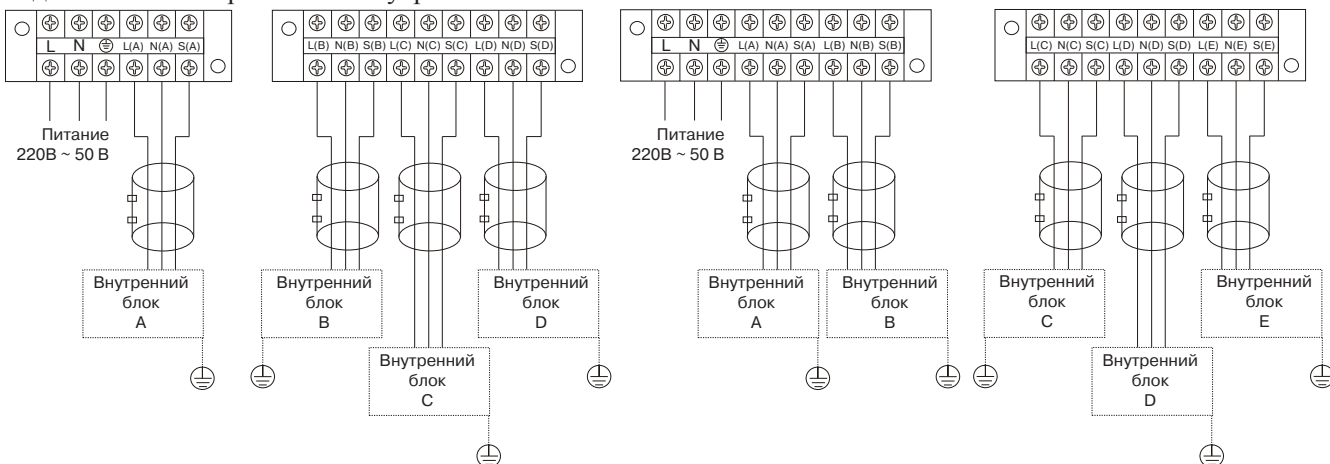 L N L(A) N(A) S(A)
L(B) N(B) S(B) L(C) N(C) S(C) L(D) N(D) S(D)
L N L(A) N(A) S(A) L(B) N(B) S(B)
L(C) N(C) S(C) L(D) N(D) S(D) L(E) N(E) S(E)
Питание
220В ~ 50 В
Питание
220В ~ 50 В
Внутренний
блок
A
Внутренний
блок
B
Внутренний
блок
C
Внутренний
блок
D
Внутренний
блок
A
Внутренний
блок
B
Внутренний
блок
C
Внутренний
блок
D
Внутренний
блок
E